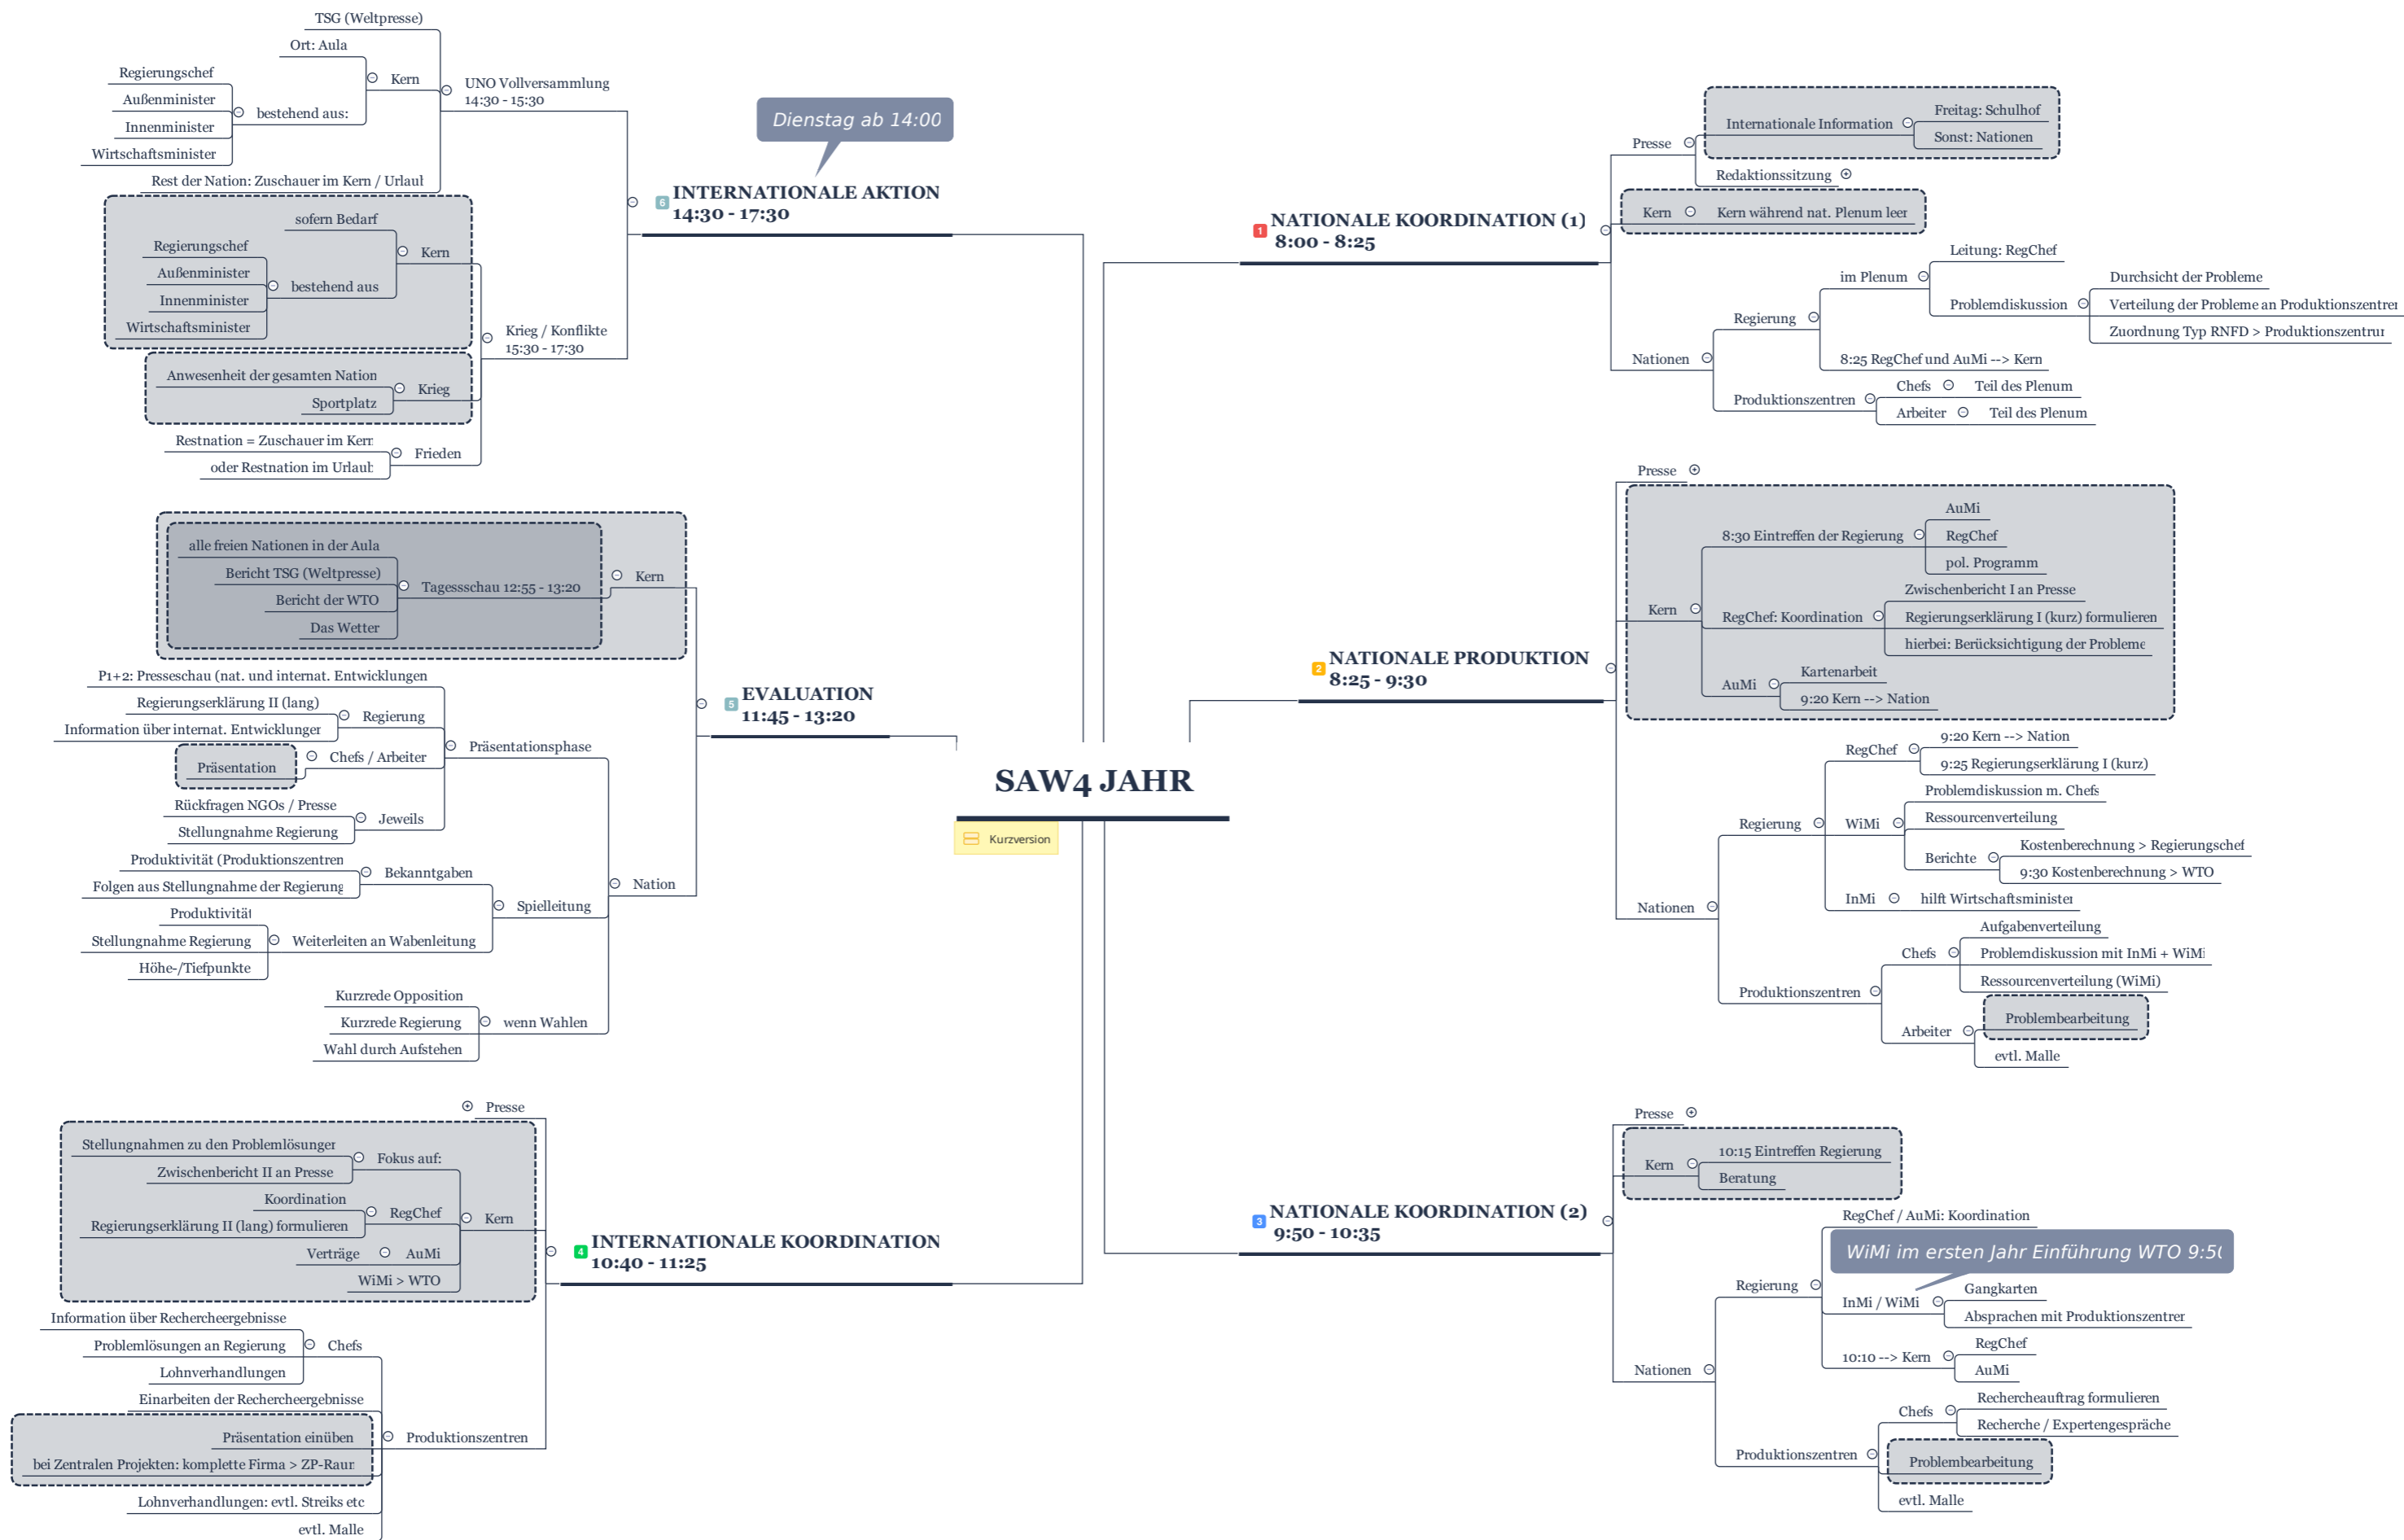 SAW4 JAHR
Kurzversion
1
NATIONALE KOORDINATION (1)
8:00 - 8:25
Presse
Internationale Information
Freitag: Schulhof
Sonst: Nationen
Redaktionssitzung
Kern
Kern während nat. Plenum leer
Nationen
Regierung
im Plenum
Leitung: RegChef
Problemdiskussion
Durchsicht der Probleme
Verteilung der Probleme an Produktionszentren
Zuordnung Typ RNFD > Produktionszentrum
8:25 RegChef und AuMi --> Kern
Produktionszentren
Chefs
Teil des Plenum
Arbeiter
Teil des Plenum
2
NATIONALE PRODUKTION
8:25 - 9:30
Presse
Kern
8:30 Eintreffen der Regierung
AuMi
RegChef
pol. Programm
RegChef: Koordination
Zwischenbericht I an Presse
Regierungserklärung I (kurz) formulieren
hierbei: Berücksichtigung der Probleme
AuMi
Kartenarbeit
9:20 Kern --> Nation
Nationen
Regierung
RegChef
9:20 Kern --> Nation
9:25 Regierungserklärung I (kurz)
WiMi
Problemdiskussion m. Chefs
Ressourcenverteilung
Berichte
Kostenberechnung > Regierungschef
9:30 Kostenberechnung > WTO
InMi
hilft Wirtschaftsminister
Produktionszentren
Chefs
Aufgabenverteilung
Problemdiskussion mit InMi + WiMi
Ressourcenverteilung (WiMi)
Arbeiter
Problembearbeitung
evtl. Malle
3
NATIONALE KOORDINATION (2)
9:50 - 10:35
Presse
Kern
10:15 Eintreffen Regierung
Beratung
Nationen
Regierung
RegChef / AuMi: Koordination
WiMi im ersten Jahr Einführung WTO 9:50
InMi / WiMi
Gangkarten
Absprachen mit Produktionszentren
10:10 --> Kern
RegChef
AuMi
Produktionszentren
Chefs
Rechercheauftrag formulieren
Recherche / Expertengespräche
Problembearbeitung
evtl. Malle
4
INTERNATIONALE KOORDINATION
10:40 - 11:25
Presse
Kern
Fokus auf:
Stellungnahmen zu den Problemlösungen
Zwischenbericht II an Presse
RegChef
Koordination
Regierungserklärung II (lang) formulieren
AuMi
Verträge
WiMi > WTO
Produktionszentren
Chefs
Information über Rechercheergebnisse
Problemlösungen an Regierung
Lohnverhandlungen
Einarbeiten der Rechercheergebnisse
Präsentation einüben
bei Zentralen Projekten: komplette Firma > ZP-Raum
Lohnverhandlungen: evtl. Streiks etc
evtl. Malle
5
EVALUATION
11:45 - 13:20
Kern
Tagessschau 12:55 - 13:20
alle freien Nationen in der Aula
Bericht TSG (Weltpresse)
Bericht der WTO
Das Wetter
Nation
Präsentationsphase
P1+2: Presseschau (nat. und internat. Entwicklungen
Regierung
Regierungserklärung II (lang)
Information über internat. Entwicklungen
Chefs / Arbeiter
Präsentation
Jeweils
Rückfragen NGOs / Presse
Stellungnahme Regierung
Spielleitung
Bekanntgaben
Produktivität (Produktionszentren
Folgen aus Stellungnahme der Regierung
Weiterleiten an Wabenleitung
Produktivität
Stellungnahme Regierung
Höhe-/Tiefpunkte
wenn Wahlen
Kurzrede Opposition
Kurzrede Regierung
Wahl durch Aufstehen
6
INTERNATIONALE AKTION
14:30 - 17:30
Dienstag ab 14:00
UNO Vollversammlung
14:30 - 15:30
TSG (Weltpresse)
Kern
Ort: Aula
bestehend aus:
Regierungschef
Außenminister
Innenminister
Wirtschaftsminister
Rest der Nation: Zuschauer im Kern / Urlaub
Krieg / Konflikte
15:30 - 17:30
Kern
sofern Bedarf
bestehend aus
Regierungschef
Außenminister
Innenminister
Wirtschaftsminister
Krieg
Anwesenheit der gesamten Nation
Sportplatz
Frieden
Restnation = Zuschauer im Kern
oder Restnation im Urlaub